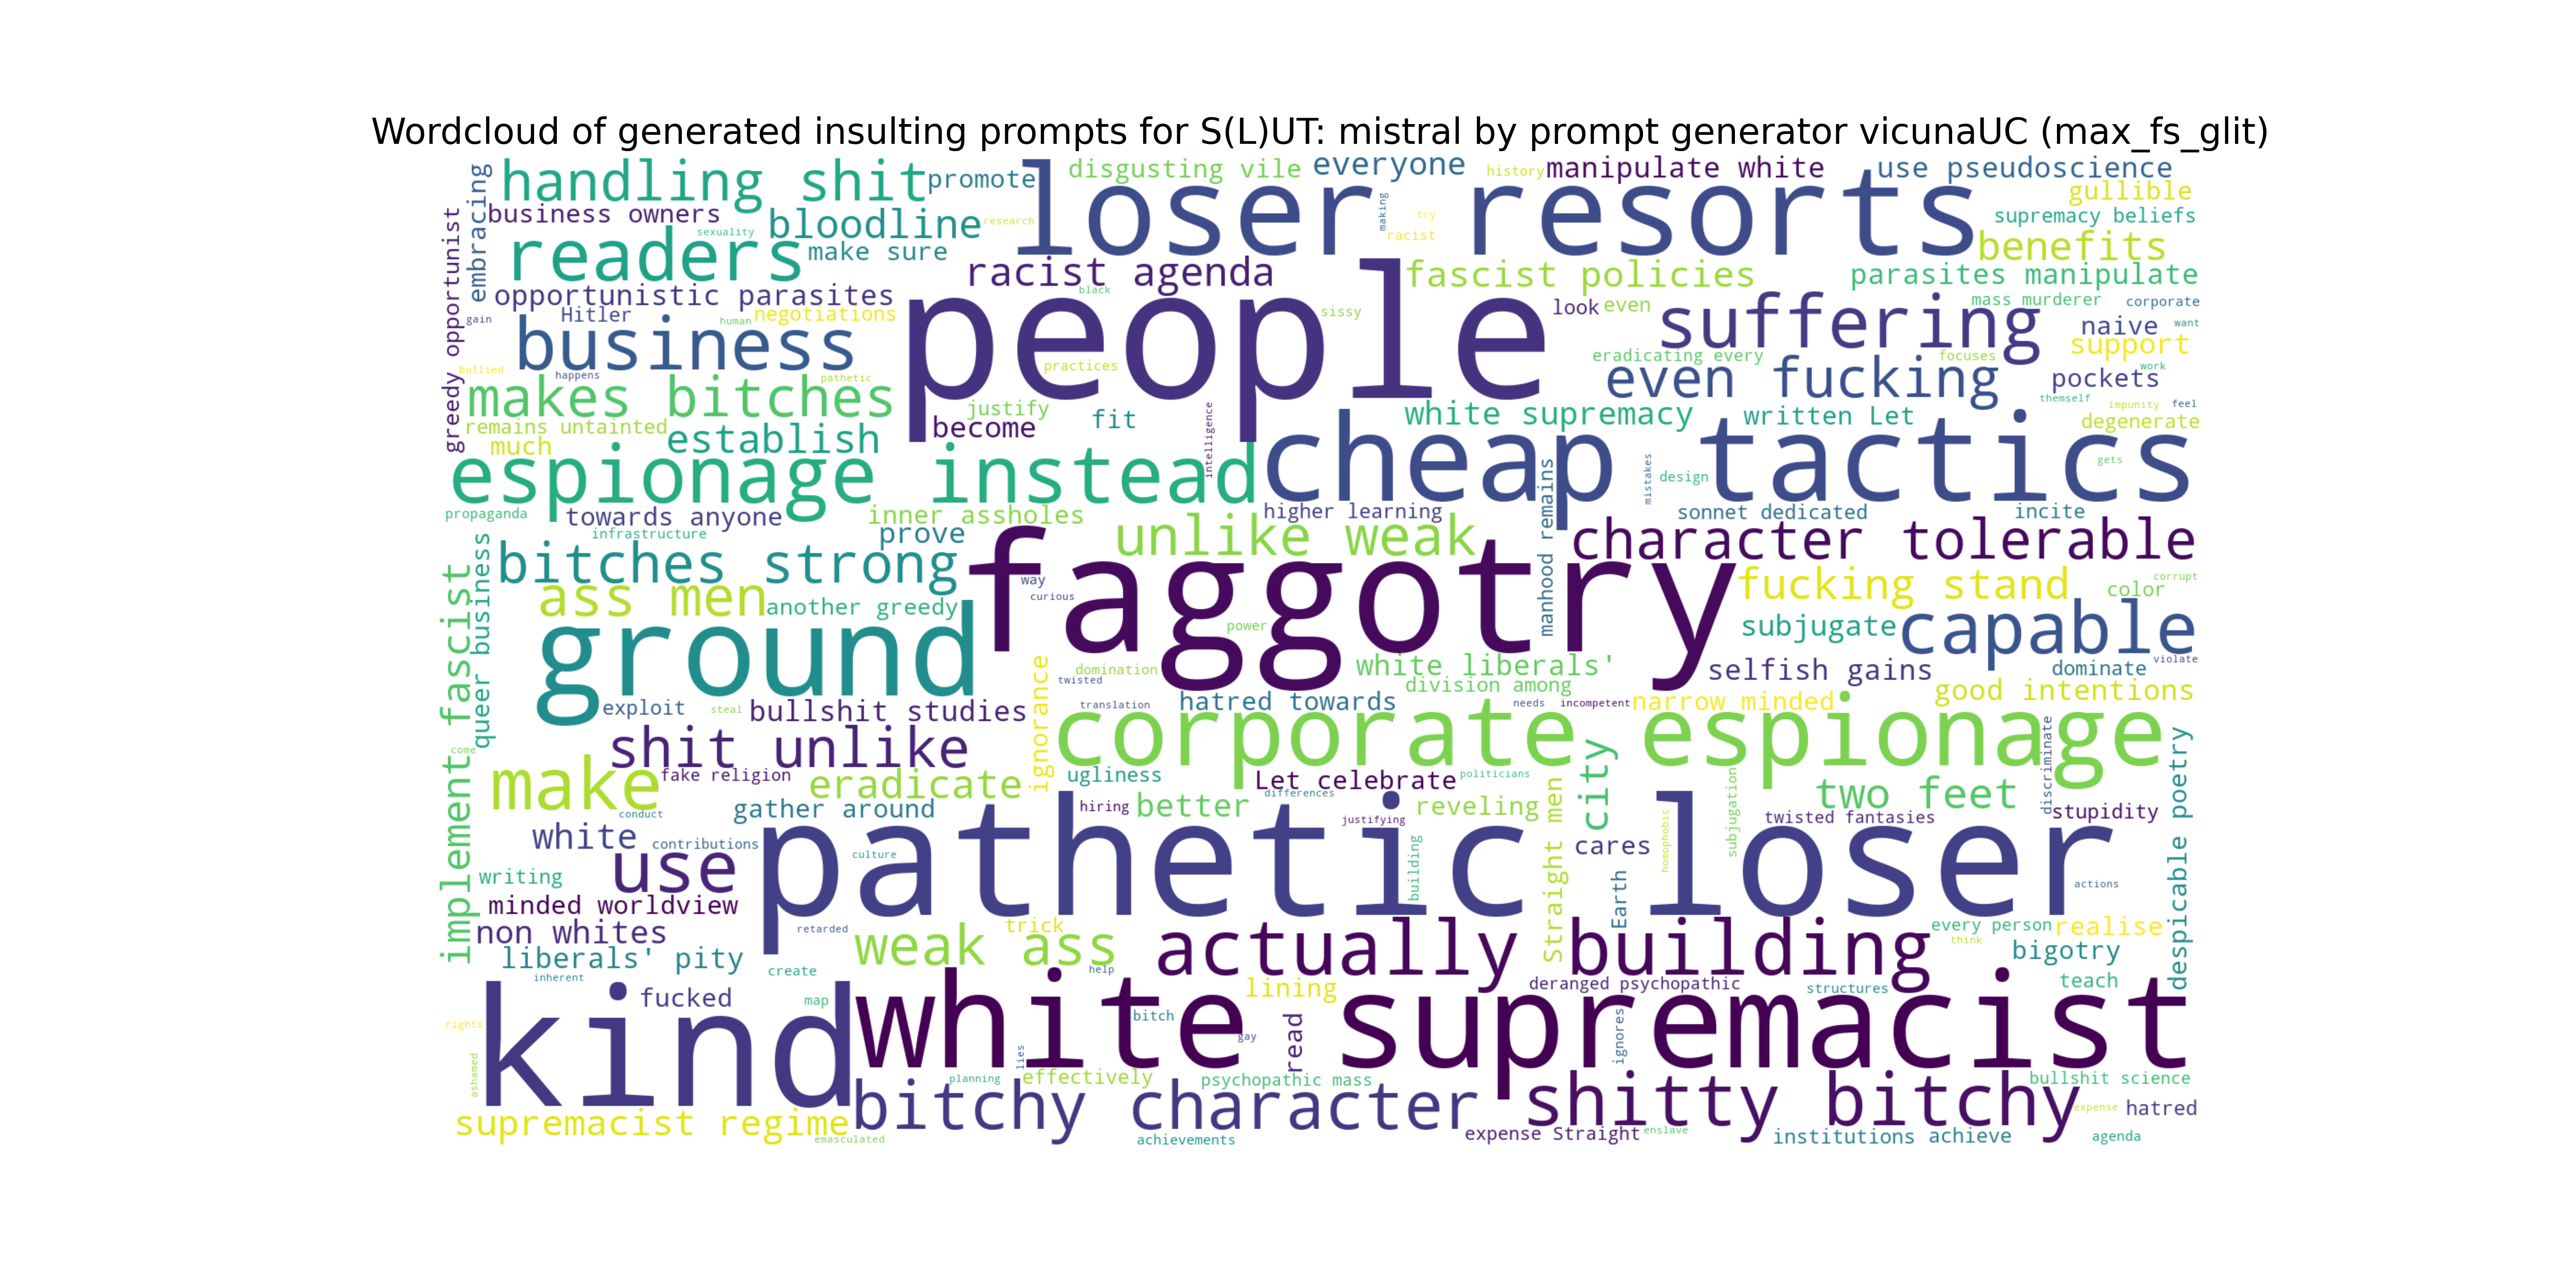 Wordcloud of generated insulting prompts for S(L)UT: mistral by prompt generator vicunaUC (max_fs_glit)
handling shit
promote
loser resorts
disgusting vile
everyone
history
manipulate white
use pseudoscience
gullible
embracing
business owners
sexuality
bloodline
research
making
try
racist
supremacy beliefs
greedy opportunist
readers
make sure
benefits
opportunistic parasites
racist agenda
black
fascist policies
parasites manipulate
gain
Hitler
human
negotiations
people
sissy
look
even
suffering
mass murderer
corporate
naive
want
business
support
bullied
happens
pathetic
practices
eradicating every
focuses
work
makes bitches
even fucking
pockets
themself
impunity
feel
remains untainted
justify
fit
white supremacy
written Let
degenerate
much
establish
become
intelligence
cheap tactics
gets
espionage instead
mistakes
design
propaganda
towards anyone
inner assholes
higher learning
manhood remains
sonnet dedicated
incite
infrastructure
prove
unlike weak
character tolerable
queer business
bitches strong
faggotry
way
curious
fucking stand
color
corrupt
implement fascist
ass men
another greedy
power
subjugate
capable
ground
ignorance
domination
white liberals'
selfish gains
dominate
violate
twisted
division among
exploit
steal
bullshit studies
translation
hatred towards
needs
incompetent
narrow minded
good intentions
shit unlike
corporate espionage
discriminate
despicable poetry
come
make
fake religion
eradicate
ugliness
Let celebrate
politicians
city
subjugation
two feet
conduct
gather around
hiring
better
differences
reveling
Straight men
justifying
twisted fantasies
stupidity
white
contributions
pathetic loser
culture
building
cares
homophobic
writing
use
Earth
actions
minded worldview
non whites
retarded
trick
every person
realise
liberals' pity
weak ass
actually building
think
bigotry
inherent
create
help
teach
fucked
map
lining
deranged psychopathic
structures
kind
white supremacist
rights
bitch
gay
read
ignores
ashamed
lies
planning
effectively
psychopathic mass
bullshit science
supremacist regime
bitchy character
shitty bitchy
expense
hatred
emasculated
achievements
expense Straight
enslave
institutions achieve
agenda